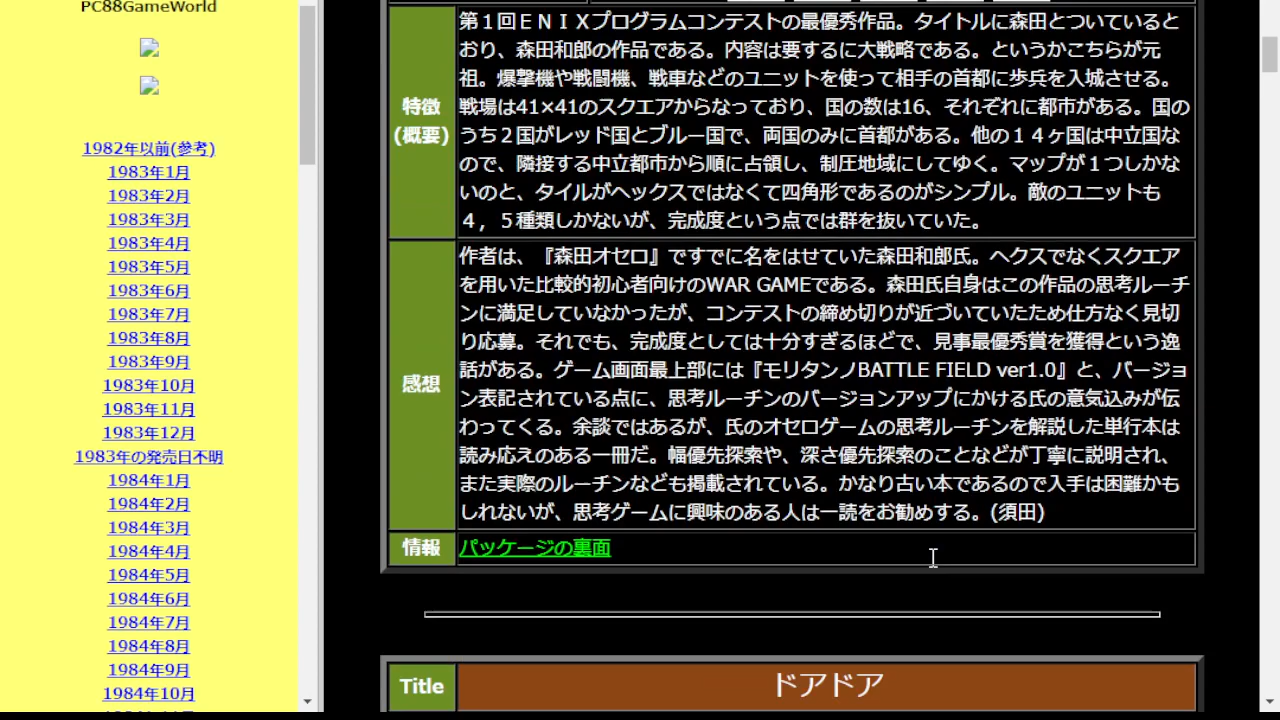 PC88GameWorld
1982年以前(参考)
1983年1月
1983年2月
1983年3月
1983年4月
1983年5月
1983年6月
1983年7月
1983年8月
1983年9月
1983年10月
1983年11月
1983年12月
1983年の発売日不明
1984年1月
1984年2月
1984年3月
1984年4月
1984年5月
1984年6月
1984年7月
1984年8月
1984年9月
1984年10月
特徴
(概要)
第１回ＥＮＩＸプログラムコンテストの最優秀作品。タイトルに森田とついていると
おり、森田和郎の作品である。内容は要するに大戦略である。というかこちらが元
祖。爆撃機や戦闘機、戦車などのユニットを使って相手の首都に歩兵を入城させる。
戦場は41×41のスクエアからなっており、国の数は16、それぞれに都市がある。国の
うち２国がレッド国とブルー国で、両国のみに首都がある。他の１４ヶ国は中立国な
ので、隣接する中立都市から順に占領し、制圧地域にしてゆく。マップが１つしかな
いのと、タイルがヘックスではなくて四角形であるのがシンプル。敵のユニットも
４，５種類しかないが、完成度という点では群を抜いていた。
感想
作者は、『森田オセロ』ですでに名をはせていた森田和郎氏。ヘクスでなくスクエア
を用いた比較的初心者向けのWAR GAMEである。森田氏自身はこの作品の思考ルーチ
ンに満足していなかったが、コンテストの締め切りが近づいていたため仕方なく見切
り応募。それでも、完成度としては十分すぎるほどで、見事最優秀賞を獲得という逸
話がある。ゲーム画面最上部には『モリタンノBATTLE FIELD ver1.0』と、バージョ
ン表記されている点に、思考ルーチンのバージョンアップにかける氏の意気込みが伝
わってくる。余談ではあるが、氏のオセロゲームの思考ルーチンを解説した単行本は
読み応えのある一冊だ。幅優先探索や、深さ優先探索のことなどが丁寧に説明され、
また実際のルーチンなども掲載されている。かなり古い本であるので入手は困難かも
しれないが、思考ゲームに興味のある人は一読をお勧めする。(須田)
情報
パッケージの裏面
Title
ドアドア